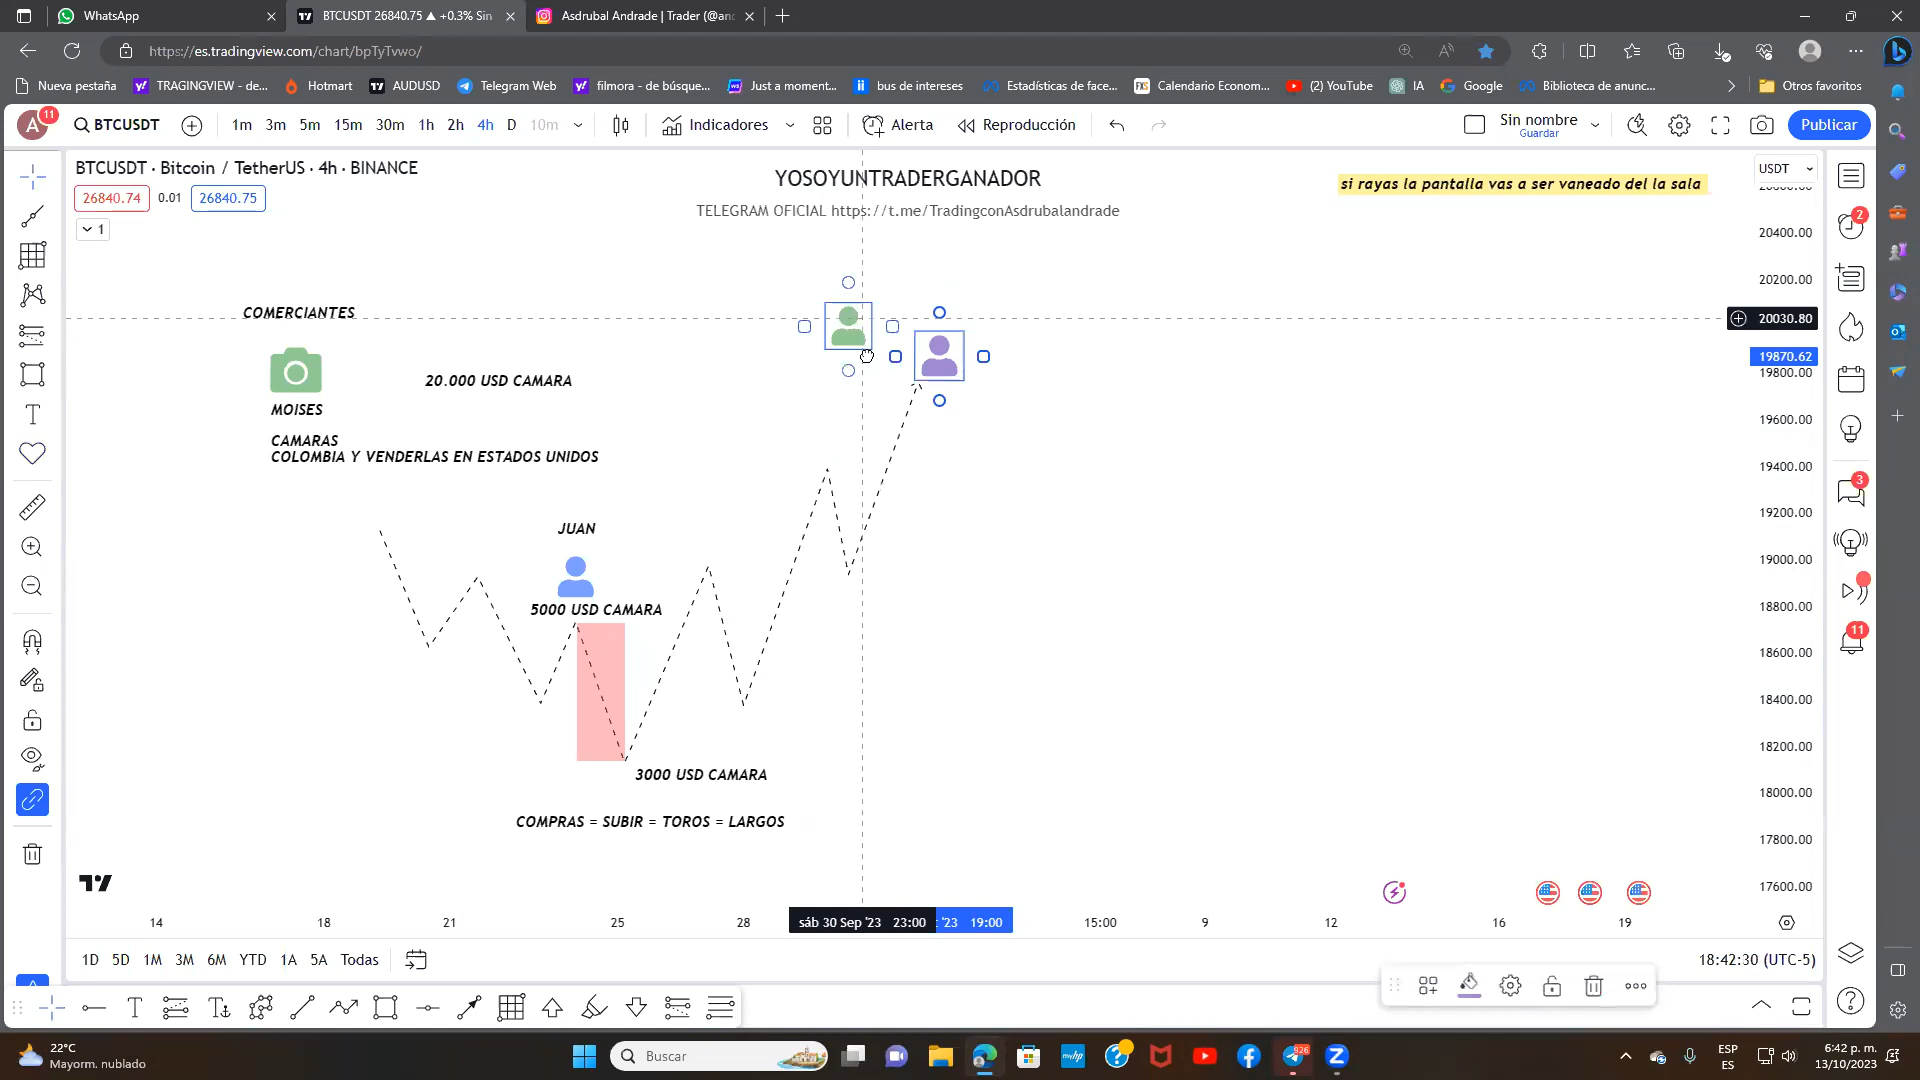 WhatsApp
BTCUSDT 26840.75 ▲ +0.3% Sin
Asdrubal Andrade | Trader (@and
https://es.tradingview.com/chart/bpTyTvwo/
Nueva pestaña
TRAGINGVIEW - de...
Hotmart
AUDUSD
Telegram Web
filmora - de búsque...
Just a moment...
bus de intereses
Estadísticas de face...
Calendario Econom...
(2) YouTube
IA
Google
Biblioteca de anunc...
Otros favoritos
A 11
BTCUSDT
1m 3m 5m 15m 30m 1h 2h 4h D 10m
Indicadores
Alerta
Reproducción
Sin nombre
Guardar
Publicar
BTCUSDT · Bitcoin / TetherUS · 4h · BINANCE
26840.74 0.01 26840.75
1
YOSOYUNTRADERGANADOR
TELEGRAM OFICIAL https://t.me/TradingconAsdrubalandrade
si rayas la pantalla vas a ser vaneado del la sala
USDT
20400.00
20200.00
20030.80
19870.62
19800.00
19600.00
19400.00
19200.00
19000.00
18800.00
18600.00
18400.00
18200.00
18000.00
17800.00
17600.00
2
3
11
COMERCIANTES
20.000 USD CAMARA
MOISES
CAMARAS
COLOMBIA Y VENDERLAS EN ESTADOS UNIDOS
JUAN
5000 USD CAMARA
3000 USD CAMARA
COMPRAS = SUBIR = TOROS = LARGOS
14 18 21 25 28
sáb 30 Sep '23 23:00
'23 19:00
15:00 9 12 16 19
1D 5D 1M 3M 6M YTD 1A 5A Todas
18:42:30 (UTC-5)
22°C
Mayorm. nublado
Buscar
myhp
926
ESP
ES
6:42 p. m.
13/10/2023